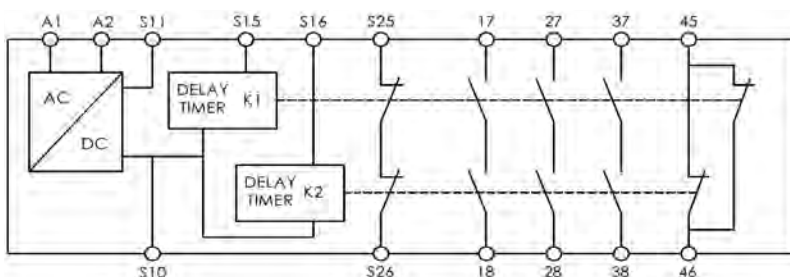 A1 A2 S11 S15 S16 S25 17 27 37 45
AC
DC
DELAY
TIMER K1
DELAY
TIMER K2
S10 S26 18 28 38 46